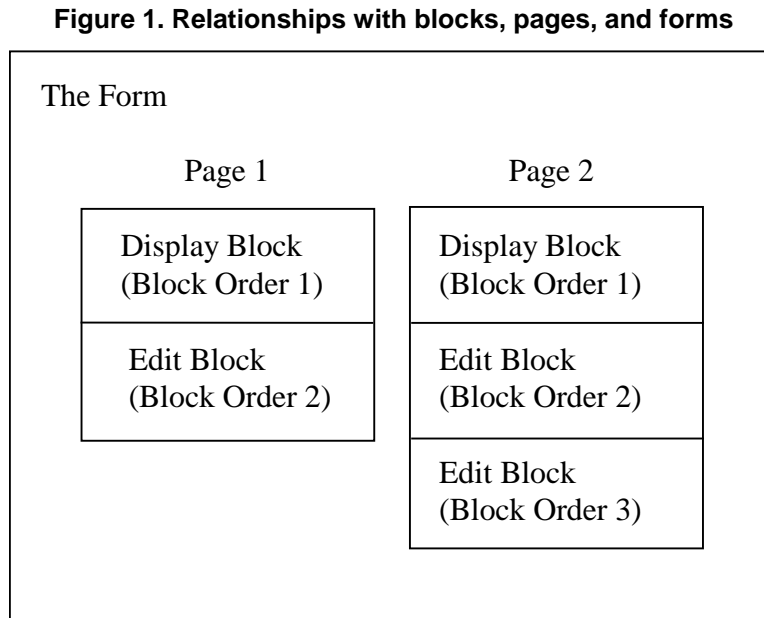 Figure 1. Relationships with blocks, pages, and forms
The Form
Page 1
Display Block
(Block Order 1)
Edit Block
(Block Order 2)
Page 2
Display Block
(Block Order 1)
Edit Block
(Block Order 2)
Edit Block
(Block Order 3)